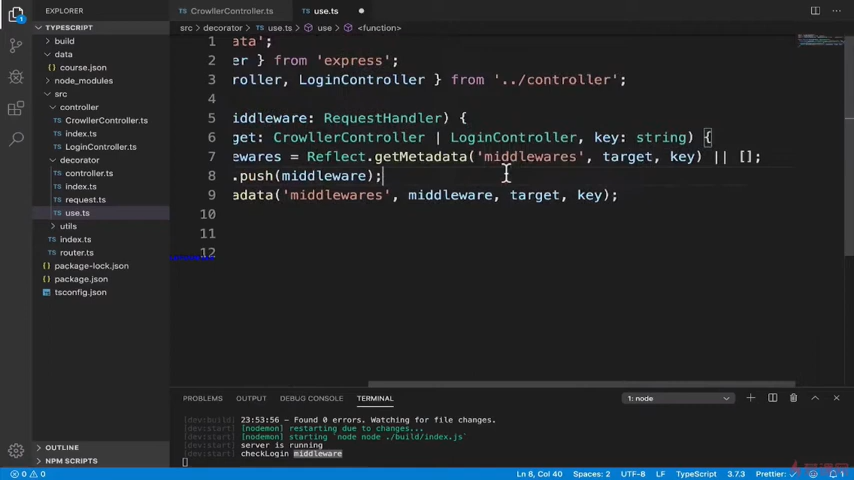 EXPLORER
CrowllerController.ts
use.ts
TYPESCRIPT
src > decorator > use.ts > use > <function>
build
data
course.json
node_modules
src
controller
CrowllerController.ts
index.ts
LoginController.ts
decorator
controller.ts
index.ts
request.ts
use.ts
utils
index.ts
router.ts
package-lock.json
package.json
tsconfig.json
1 ata';
2 er } from 'express';
3 roller, LoginController } from '../controller';
4
5 iddleware: RequestHandler) {
6 get: CrowllerController | LoginController, key: string) {
7 ewares = Reflect.getMetadata('middlewares', target, key) || [];
8 .push(middleware);
9 adata('middlewares', middleware, target, key);
10
11
12
PROBLEMS OUTPUT DEBUG CONSOLE TERMINAL 1: node
[dev:build] 23:53:56 - Found 0 errors. Watching for file changes.
[dev:start] [nodemon] restarting due to changes...
[dev:start] [nodemon] starting `node node ./build/index.js`
[dev:start] server is running
[dev:start] checkLogin middleware
OUTLINE
NPM SCRIPTS
0 0 Ln 8, Col 40 Spaces: 2 UTF-8 LF TypeScript 3.7.3 Prettier: ✓ 1